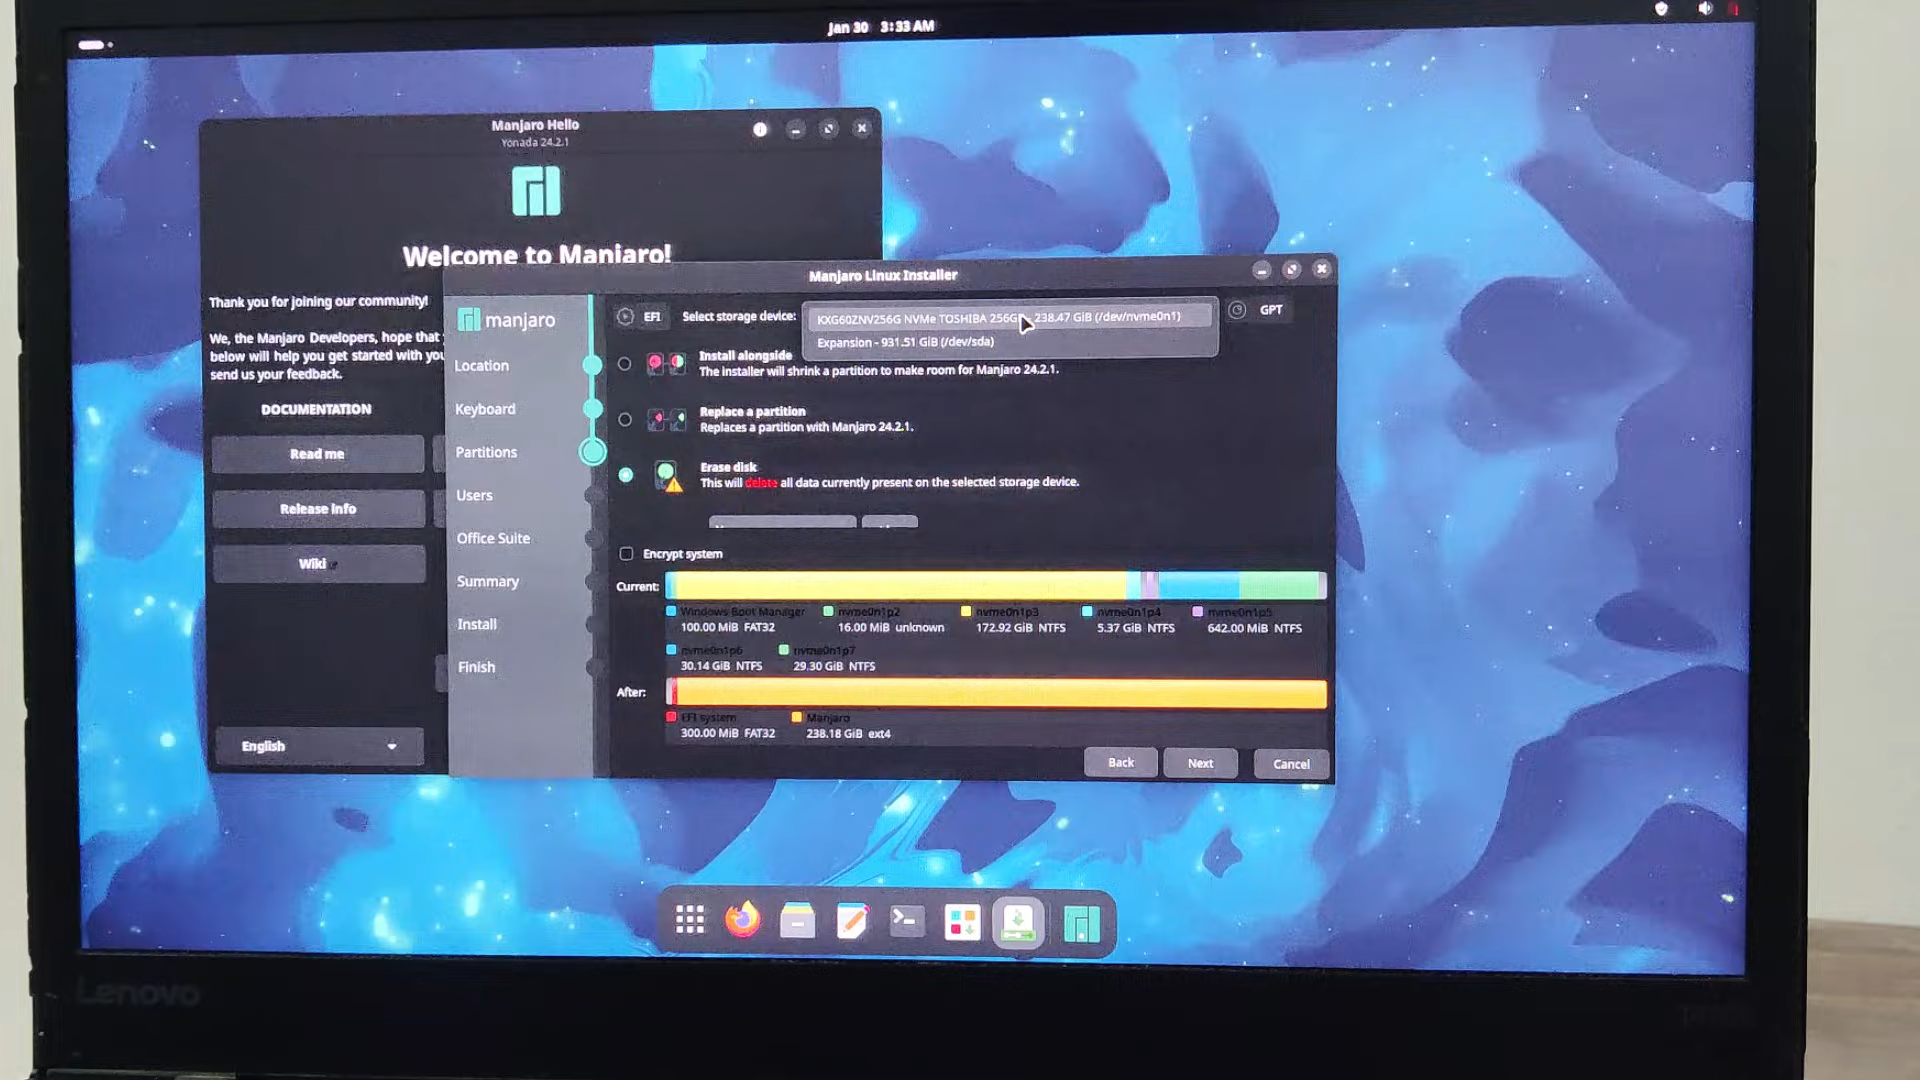 Jan 30 3:33 AM
Manjaro Hello
Yonada 24.2.1
Welcome to Manjaro!
Thank you for joining our community!
We, the Manjaro Developers, hope that
below will help you get started with you
send us your feedback.
DOCUMENTATION
Read me
Release info
Wiki
English
Manjaro Linux Installer
manjaro
Location
Keyboard
Partitions
Users
Office Suite
Summary
Install
Finish
EFI
Select storage device:
KXG60ZNV256G NVMe TOSHIBA 256G - 238.47 GiB (/dev/nvme0n1)
Expansion - 931.51 GiB (/dev/sda)
GPT
Install alongside
The installer will shrink a partition to make room for Manjaro 24.2.1.
Replace a partition
Replaces a partition with Manjaro 24.2.1.
Erase disk
This will delete all data currently present on the selected storage device.
Encrypt system
Current:
Windows Boot Manager nvme0n1p2 nvme0n1p3 nvme0n1p4 nvme0n1p5
100.00 MiB FAT32 16.00 MiB unknown 172.92 GiB NTFS 5.37 GiB NTFS 642.00 MiB NTFS
nvme0n1p6 nvme0n1p7
30.14 GiB NTFS 29.30 GiB NTFS
After:
EFI system Manjaro
300.00 MiB FAT32 238.18 GiB ext4
Back Next Cancel
Lenovo